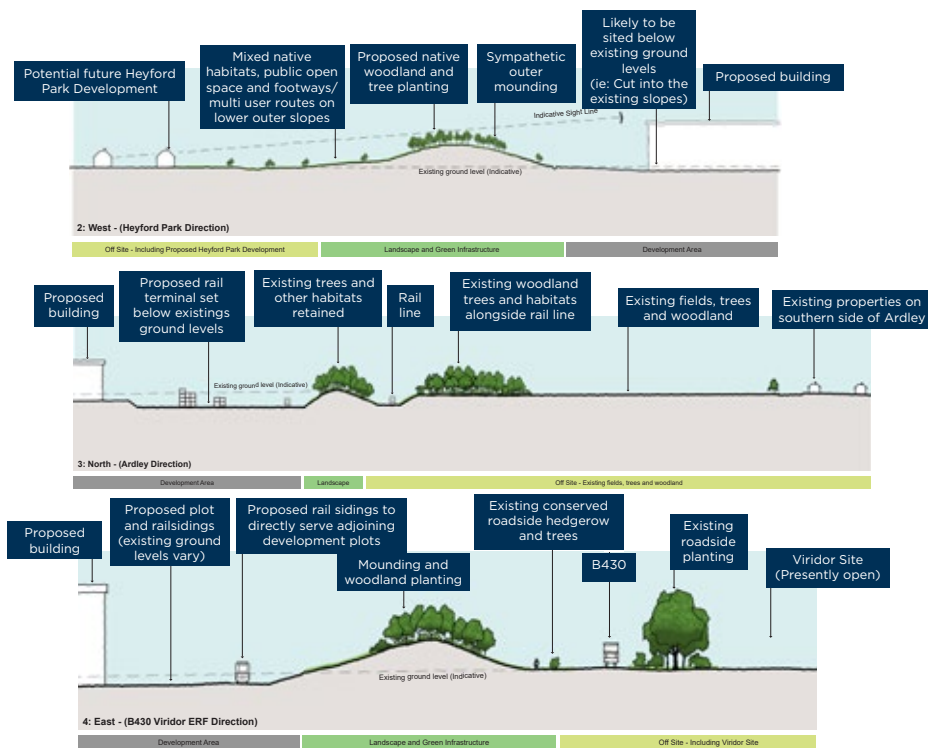 Potential future Heyford
Park Development
Mixed native
habitats, public open
space and footways/
multi user routes on
lower outer slopes
Proposed native
woodland and
tree planting
Sympathetic
outer
mounding
Likely to be
sited below
existing ground
levels
(ie: Cut into the
existing slopes)
Proposed building
Indicative Sight Line
Existing ground level (Indicative)
2: West - (Heyford Park Direction)
Off Site - Including Proposed Heyford Park Development
Landscape and Green Infrastructure
Development Area
Proposed
building
Proposed rail
terminal set
below existings
ground levels
Existing trees and
other habitats
retained
Rail
line
Existing woodland
trees and habitats
alongside rail line
Existing fields, trees
and woodland
Existing properties on
southern side of Ardley
Existing ground level (Indicative)
3: North - (Ardley Direction)
Development Area
Landscape
Off Site - Existing fields, trees and woodland
Proposed
building
Proposed plot
and railsidings
(existing ground
levels vary)
Proposed rail sidings to
directly serve adjoining
development plots
Mounding and
woodland planting
Existing conserved
roadside hedgerow
and trees
B430
Existing
roadside
planting
Viridor Site
(Presently open)
Existing ground level (Indicative)
4: East - (B430 Viridor ERF Direction)
Development Area
Landscape and Green Infrastructure
Off Site - Including Viridor Site